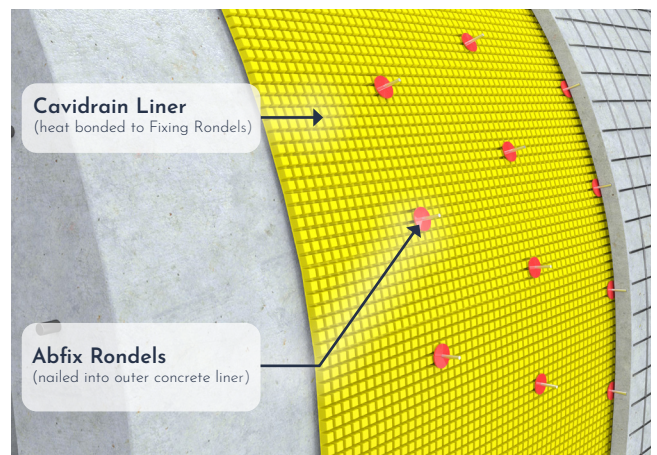 Cavidrain Liner
(heat bonded to Fixing Rondels)
Abfix Rondels
(nailed into outer concrete liner)